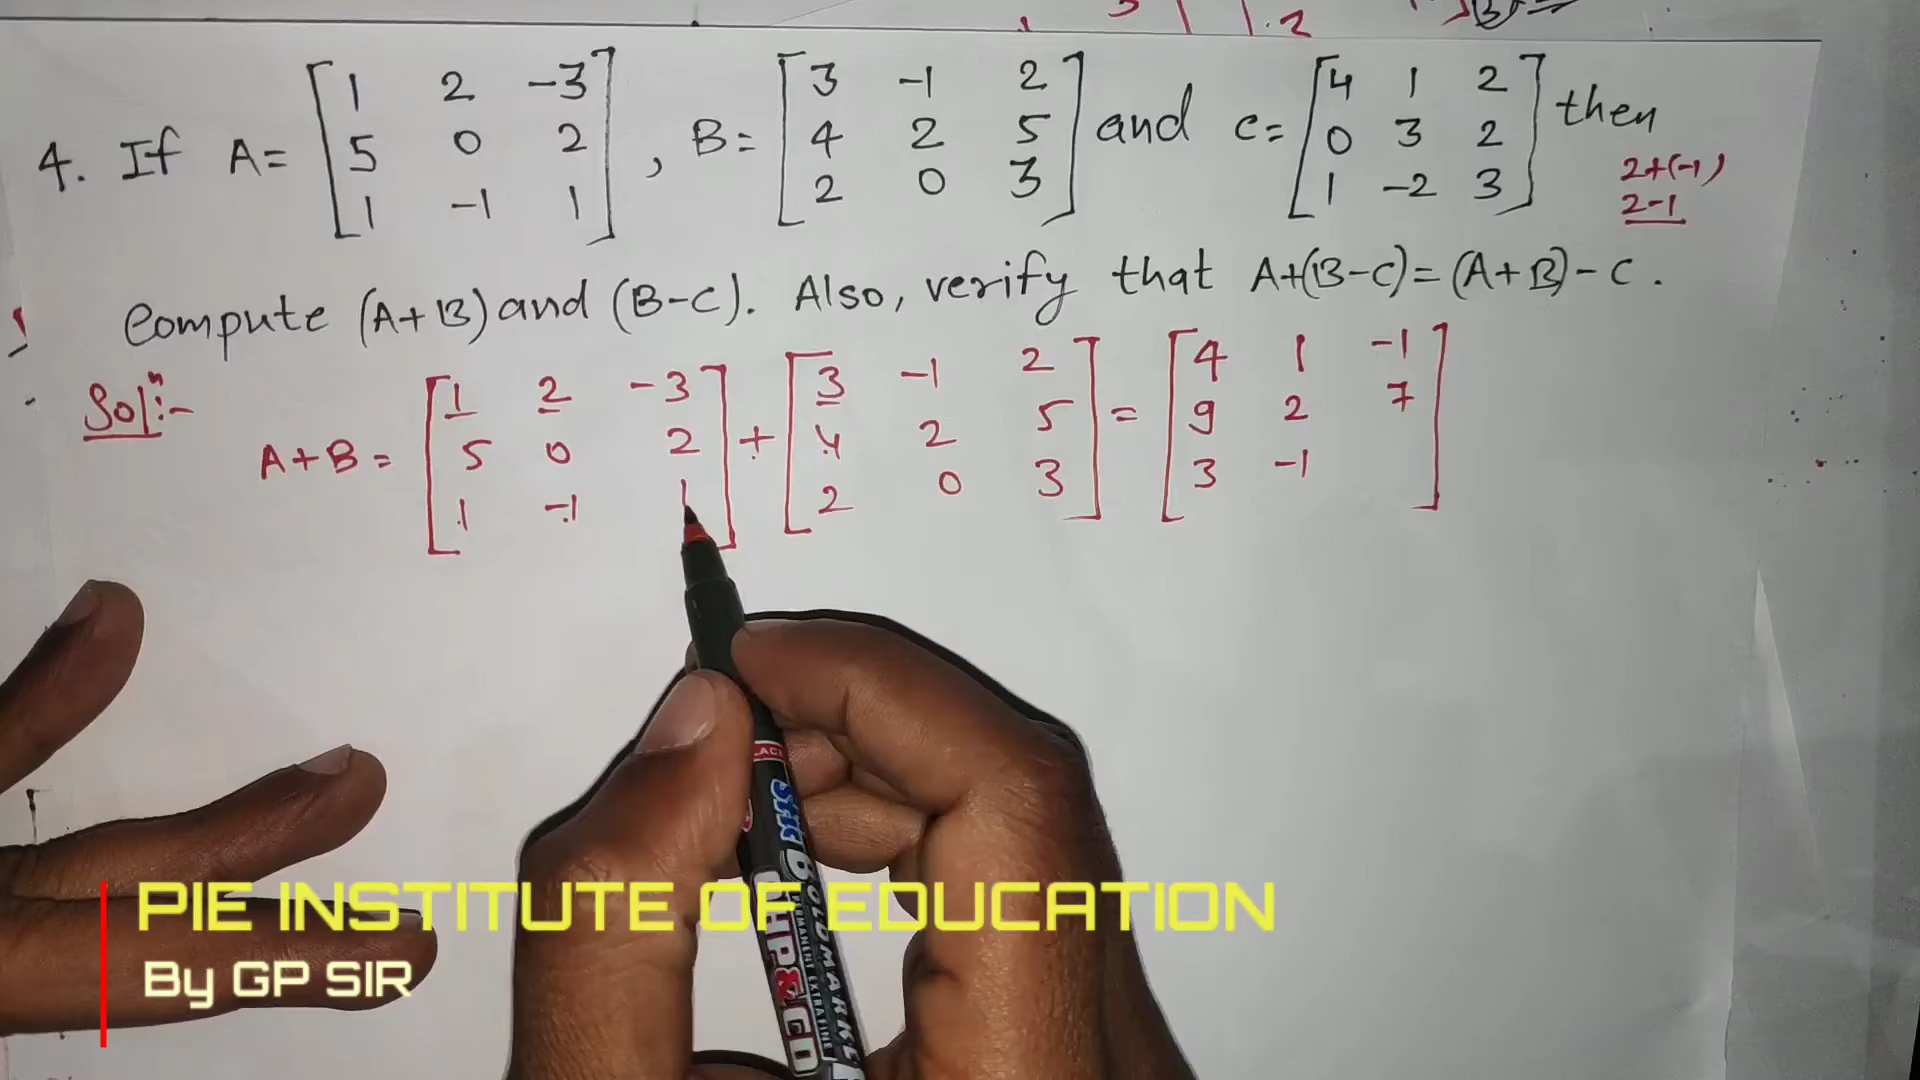 4. If A= [1 2 -3 5 0 2 1 -1 1], B= [3 -1 2 4 2 5 2 0 3] and C= [4 1 2 0 3 2 1 -2 3] then
2+(-1)
2-1
Compute (A+B) and (B-C). Also, verify that A+(B-C)=(A+B)-C.
Solⁿ:-
A+B= [1 2 -3 5 0 2 1 -1 1] + [3 -1 2 4 2 5 2 0 3] = [4 1 -1 9 2 7 3 -1]
PIE INSTITUTE OF EDUCATION
By GP SIR